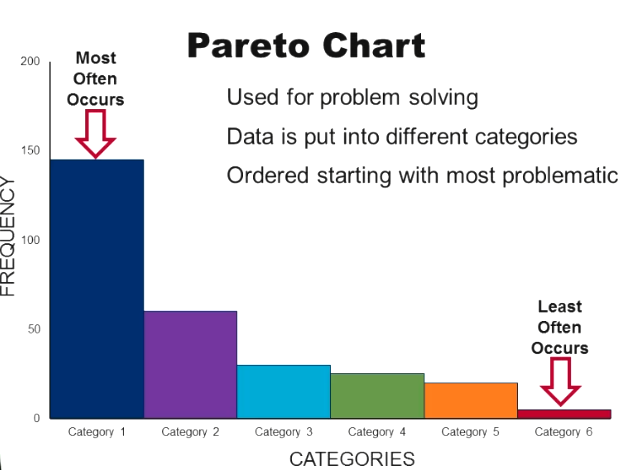 Pareto Chart
Most
Often
Occurs
Used for problem solving
Data is put into different categories
Ordered starting with most problematic
200
150
100
50
0
FREQUENCY
Least
Often
Occurs
Category 1
Category 2
Category 3
Category 4
Category 5
Category 6
CATEGORIES